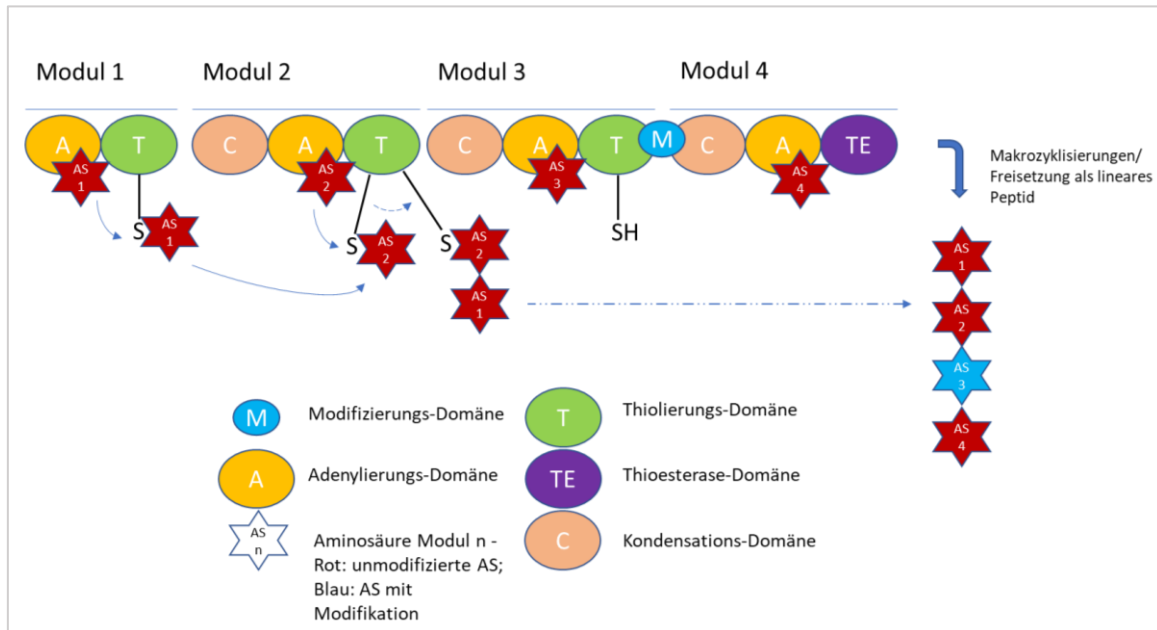 Modul 1 Modul 2 Modul 3 Modul 4
A T C A T C A T M C A TE
AS 1
AS 2
AS 3
AS 4
S AS 1
S AS 2
S AS 2
AS 1
SH
Makrozyklisierungen/
Freisetzung als lineares
Peptid
AS 1
AS 2
AS 3
AS 4
M Modifizierungs-Domäne
T Thiolierungs-Domäne
A Adenylierungs-Domäne
TE Thioesterase-Domäne
AS n
Aminosäure Modul n -
Rot: unmodifizierte AS;
Blau: AS mit
Modifikation
C Kondensations-Domäne